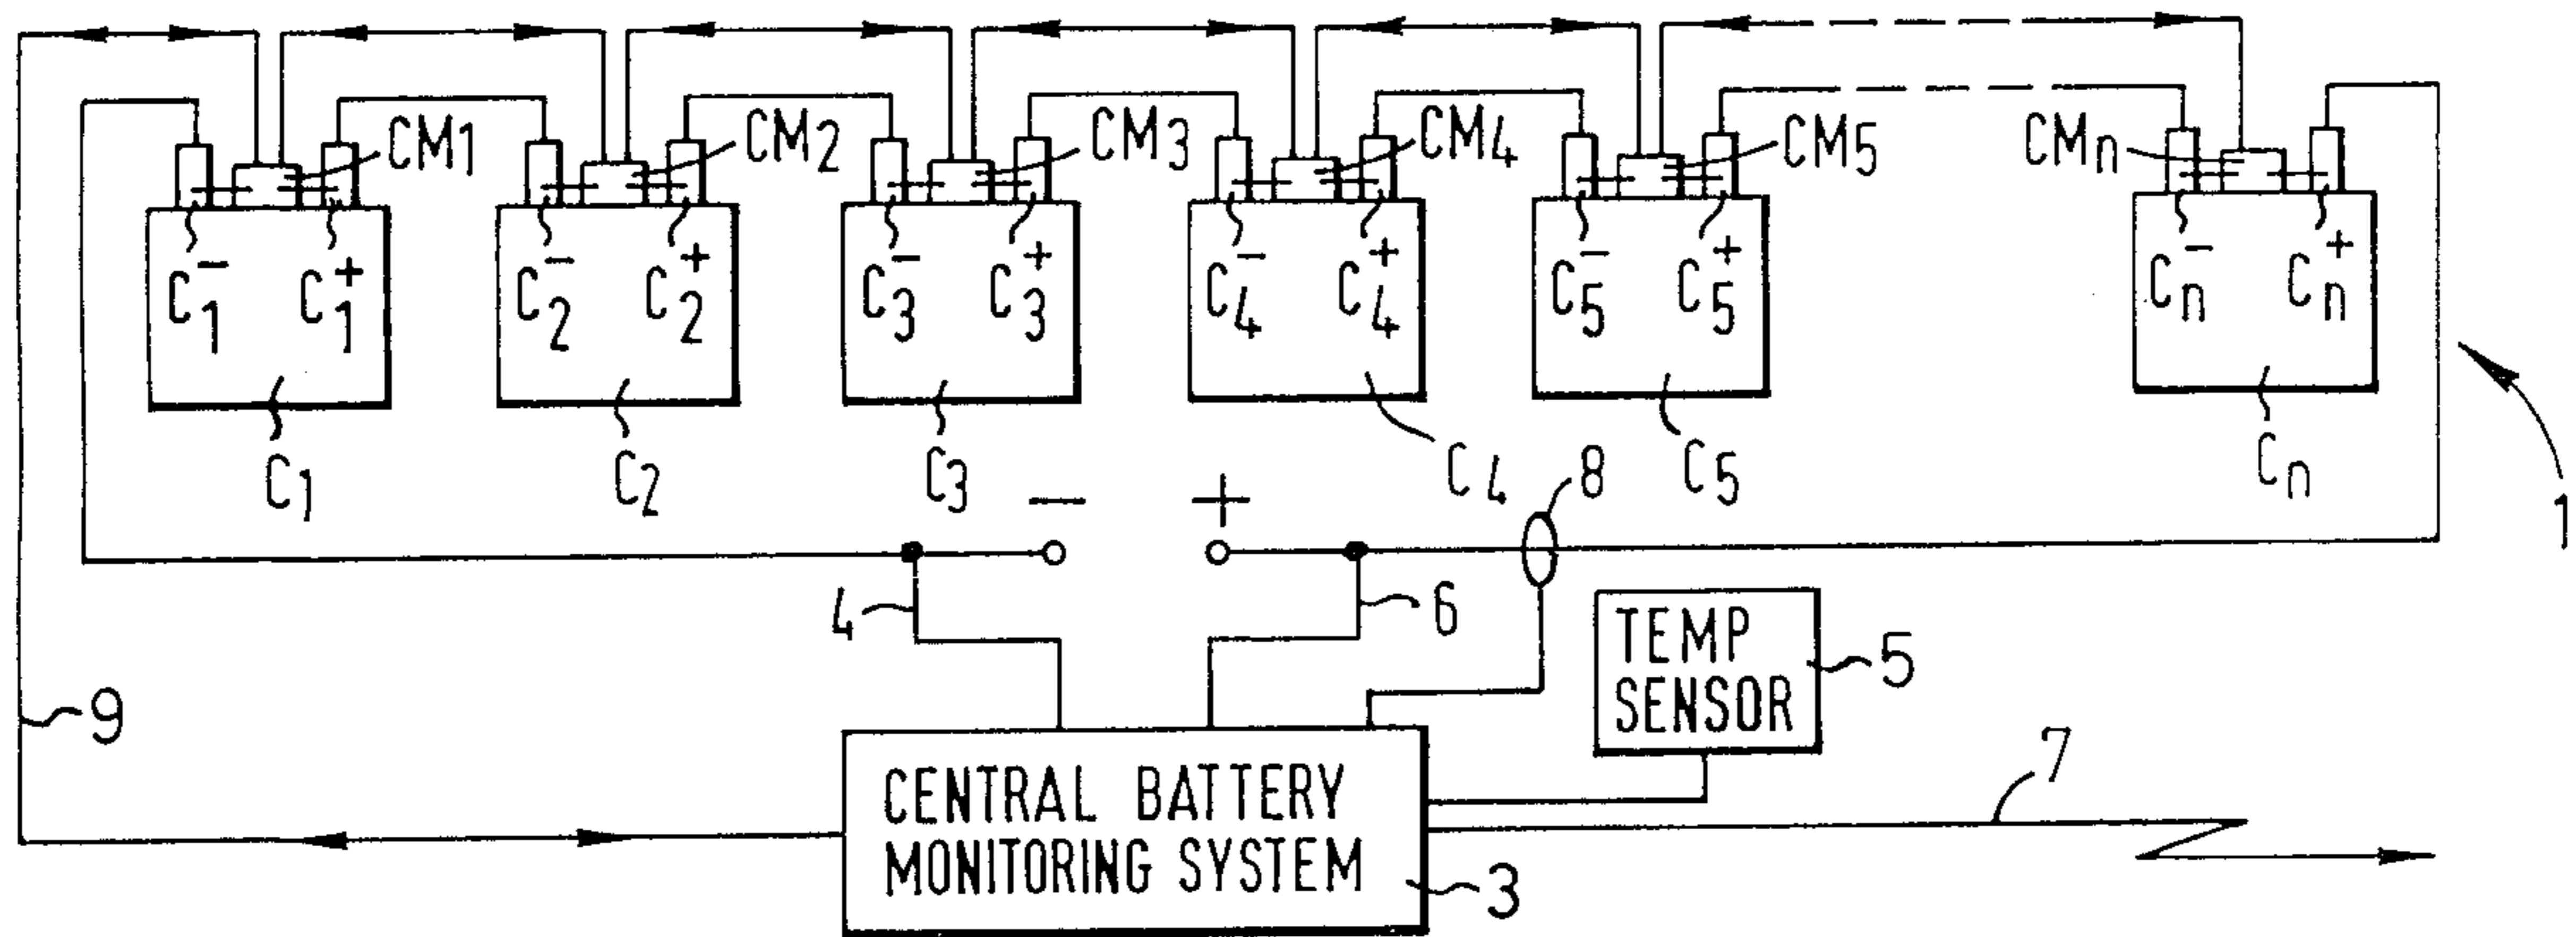 CM1 CM2 CM3 CM4 CM5 CMn
C1− C1+ C2− C2+ C3− C3+ C4− C4+ C5− C5+ Cn− Cn+
C1 C2 C3 C4 C5 Cn
− + 8 1
4 6
TEMP
SENSOR
5
9 7
CENTRAL BATTERY
MONITORING SYSTEM
3